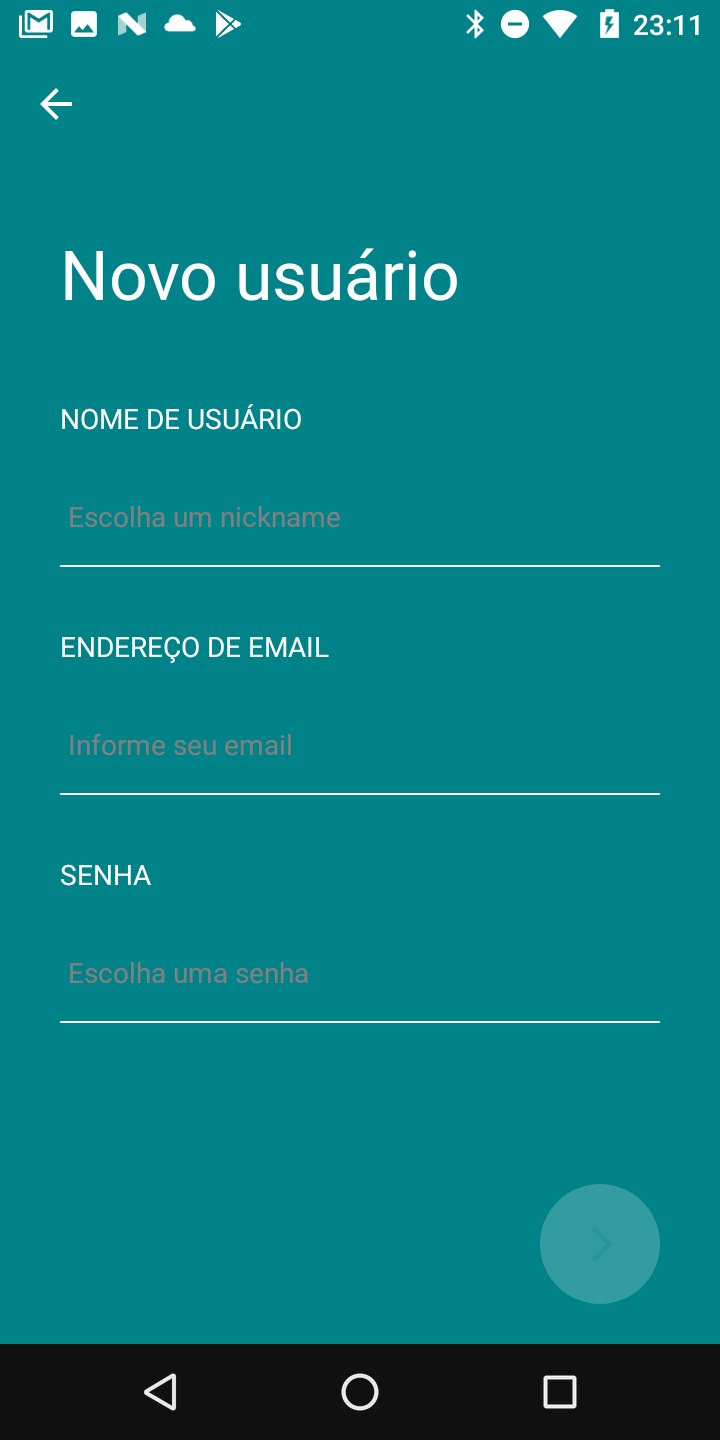 23:11
Novo usuário
NOME DE USUÁRIO
Escolha um nickname
ENDEREÇO DE EMAIL
Informe seu email
SENHA
Escolha uma senha